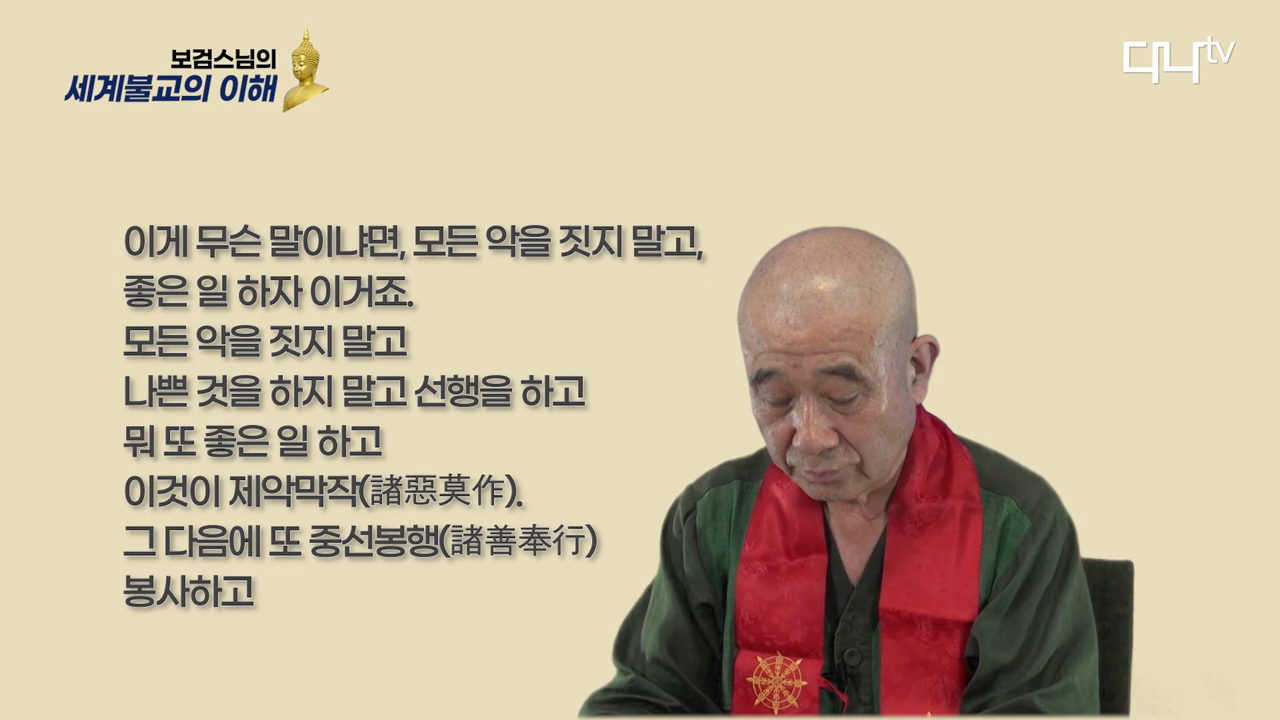 보검스님의
세계불교의 이해
다나tv
이게 무슨 말이냐면, 모든 악을 짓지 말고,
좋은 일 하자 이거죠.
모든 악을 짓지 말고
나쁜 것을 하지 말고 선행을 하고
뭐 또 좋은 일 하고
이것이 제악막작(諸惡莫作).
그 다음에 또 중선봉행(諸善奉行)
봉사하고